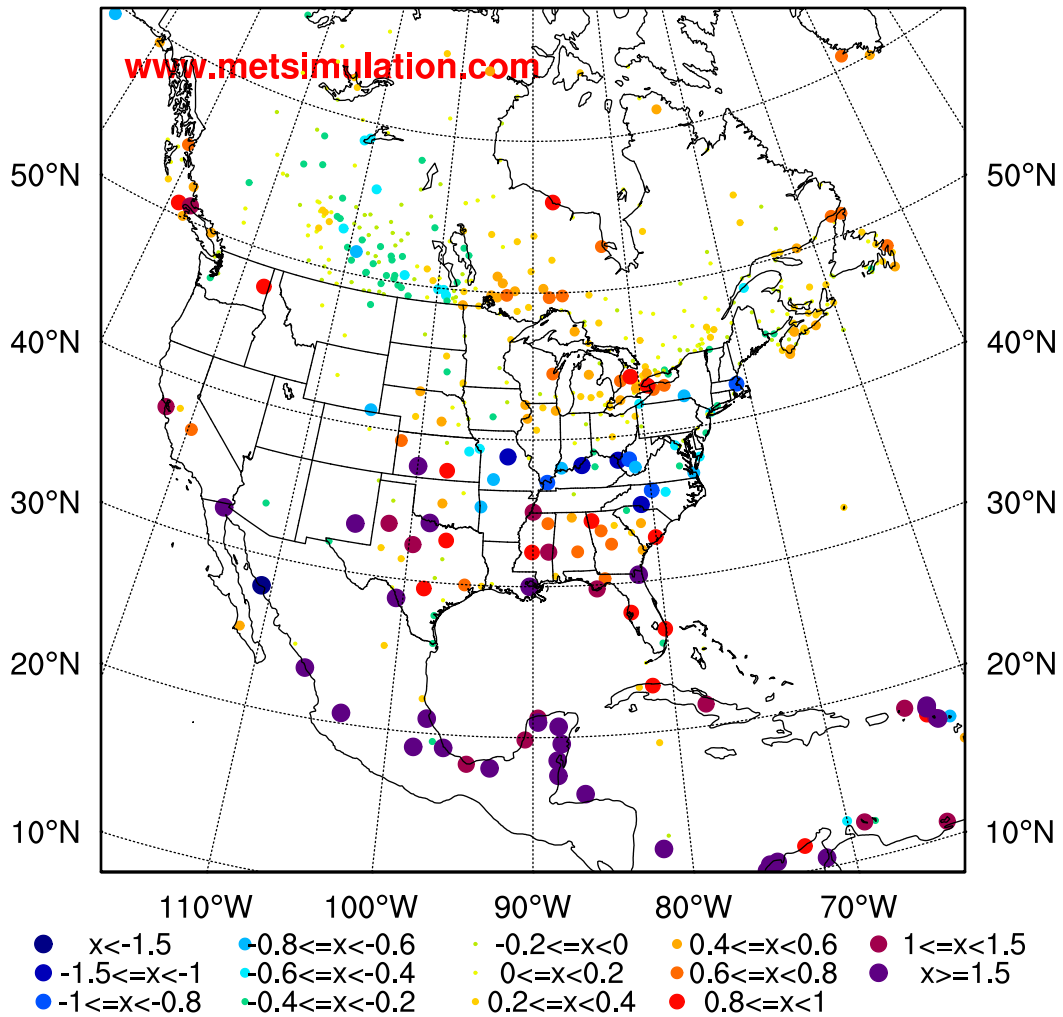 www.metsimulation.com
50°N 50°N
40°N 40°N
30°N 30°N
20°N 20°N
10°N 10°N
110°W 100°W 90°W 80°W 70°W
x<-1.5 -0.8<=x<-0.6 -0.2<=x<0 0.4<=x<0.6 1<=x<1.5
-1.5<=x<-1 -0.6<=x<-0.4 0<=x<0.2 0.6<=x<0.8 x>=1.5
-1<=x<-0.8 -0.4<=x<-0.2 0.2<=x<0.4 0.8<=x<1